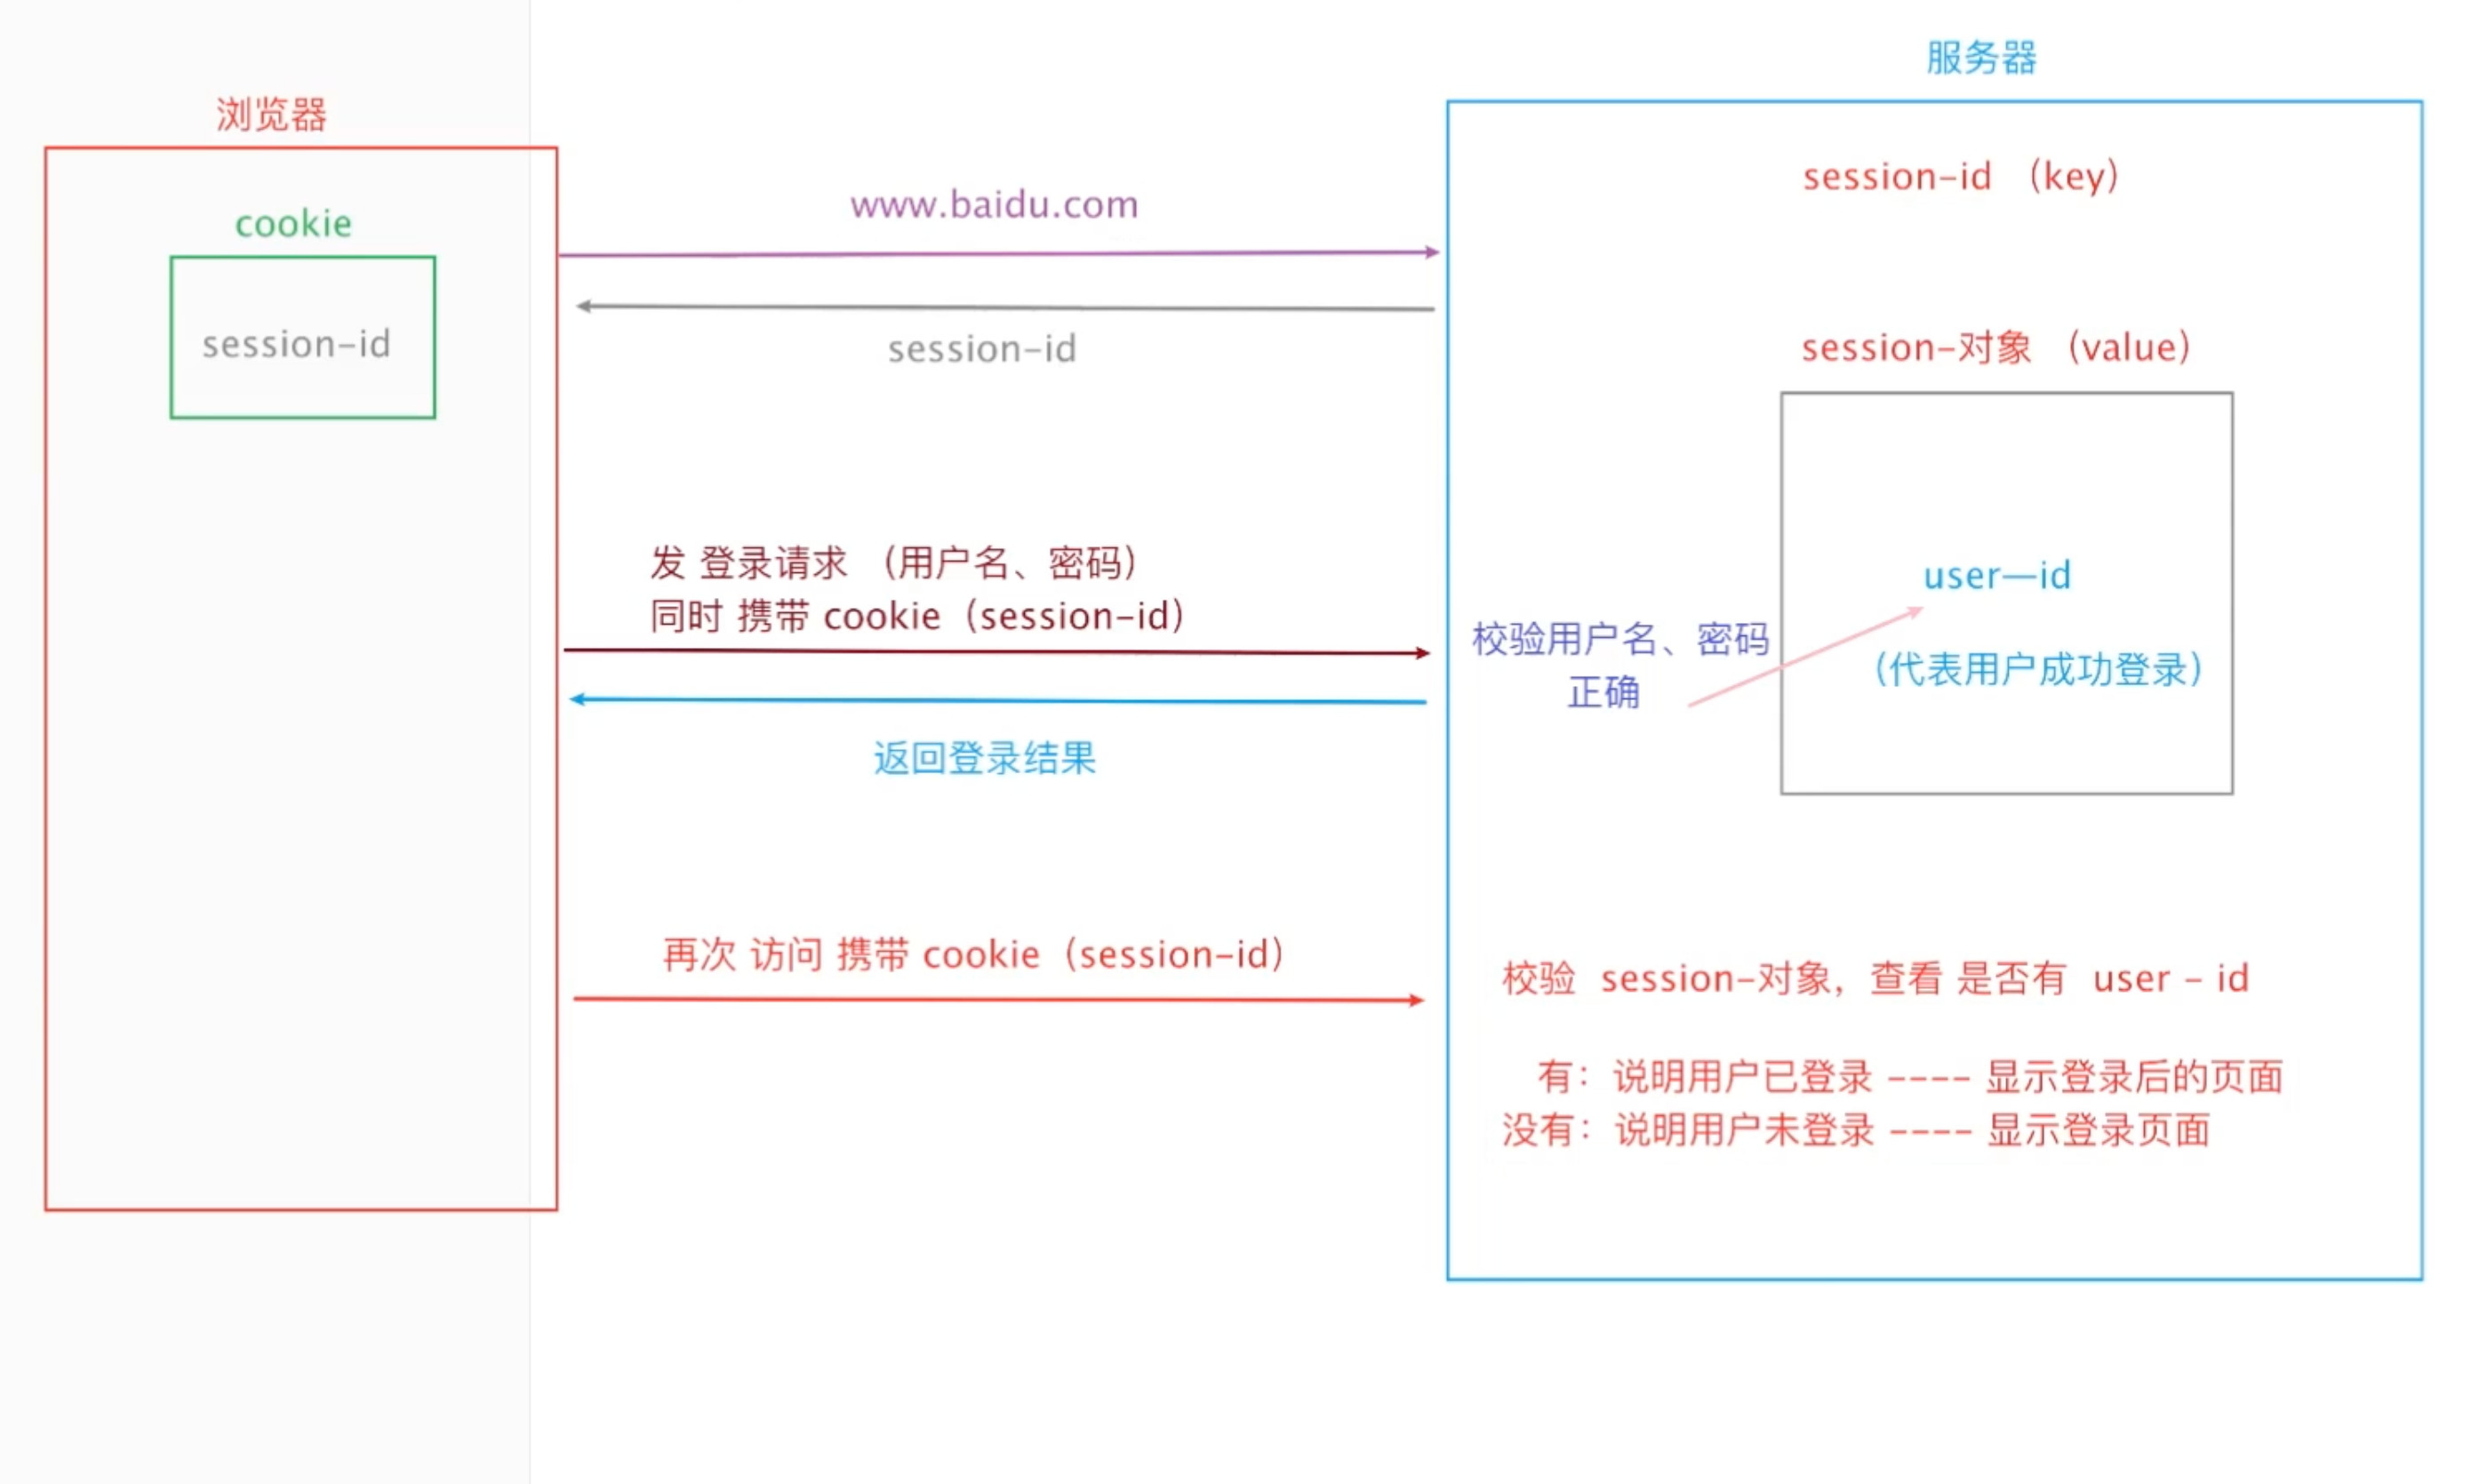 服务器
浏览器
session-id （key）
www.baidu.com
cookie
session-id
session-id
session-对象 （value）
发 登录请求 （用户名、密码）
同时 携带 cookie（session-id）
user—id
校验用户名、密码
正确
（代表用户成功登录）
返回登录结果
再次 访问 携带 cookie（session-id）
校验 session-对象，查看 是否有 user - id
有：说明用户已登录 ---- 显示登录后的页面
没有：说明用户未登录 ---- 显示登录页面